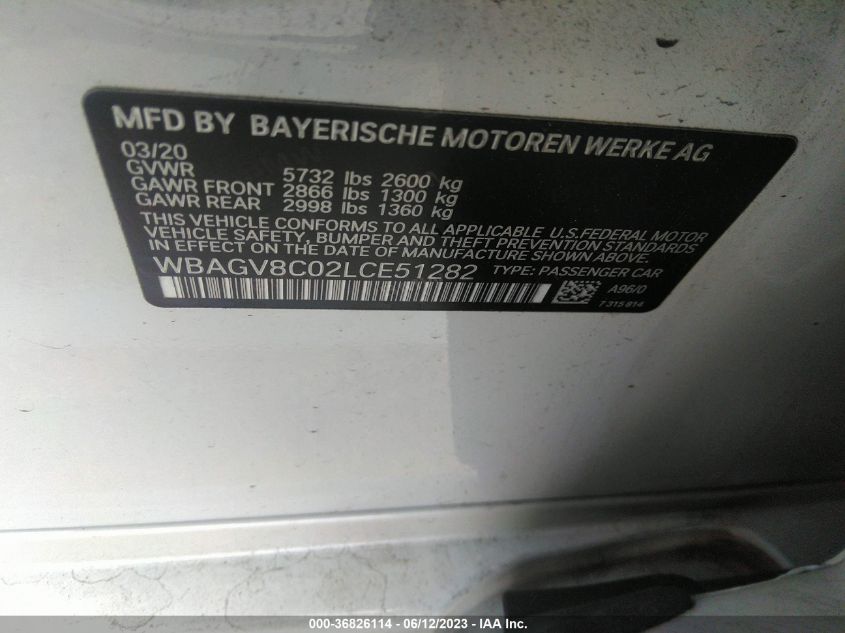 MFD BY BAYERISCHE MOTOREN WERKE AG
03/20
GVWR 5732 lbs 2600 kg
GAWR FRONT 2866 lbs 1300 kg
GAWR REAR 2998 lbs 1360 kg
THIS VEHICLE CONFORMS TO ALL APPLICABLE U.S.FEDERAL MOTOR
VEHICLE SAFETY, BUMPER AND THEFT PREVENTION STANDARDS
IN EFFECT ON THE DATE OF MANUFACTURE SHOWN ABOVE.
WBAGV8C02LCE51282 TYPE: PASSENGER CAR
A96/0
7 315 814
000-36826114 - 06/12/2023 - IAA Inc.